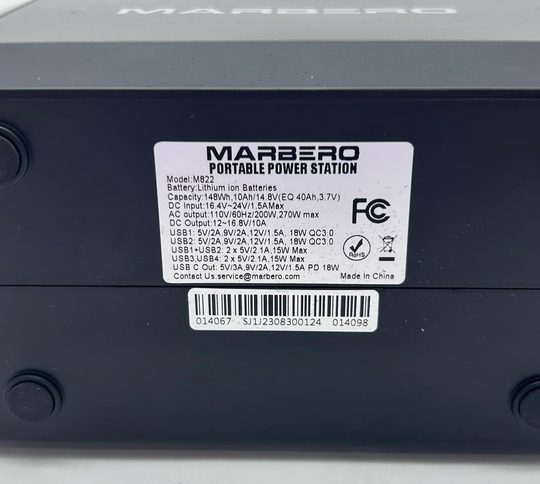 MARBERO
MARBERO
PORTABLE POWER STATION
Model:M822
Battery:Lithium ion Batteries
Capacity:148Wh,10Ah/14.8V(EQ 40Ah,3.7V)
DC Input:16.4V~24V/1.5AMax
AC output:110V/60Hz/200W,270W max
DC Output:12~16.8V/10A
USB1: 5V/2A,9V/2A,12V/1.5A, 18W QC3.0
USB2: 5V/2A,9V/2A,12V/1.5A, 18W QC3.0
USB1+USB2: 2 x 5V/2.1A,15W Max
USB3,USB4: 2 x 5V/2.1A,15W Max
USB C Out: 5V/3A,9V/2A,12V/1.5A PD 18W
Contact Us:service@marbero.com
FC
RoHS
Made In China
014067 SJ1J2308300124 014098